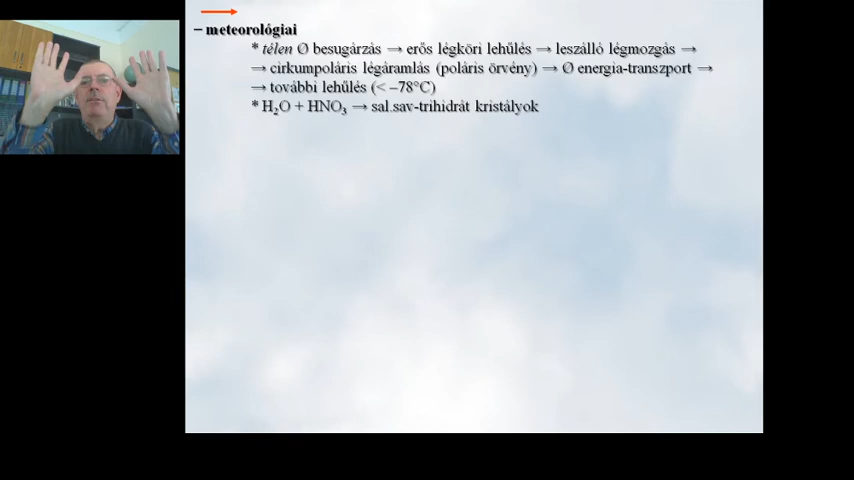 – meteorológiai
* télen Ø besugárzás → erős légköri lehűlés → leszálló légmozgás →
→ cirkumpoláris légáramlás (poláris örvény) → Ø energia-transzport →
→ további lehűlés (< –78°C)
* H₂O + HNO₃ → sal.sav-trihidrát kristályok